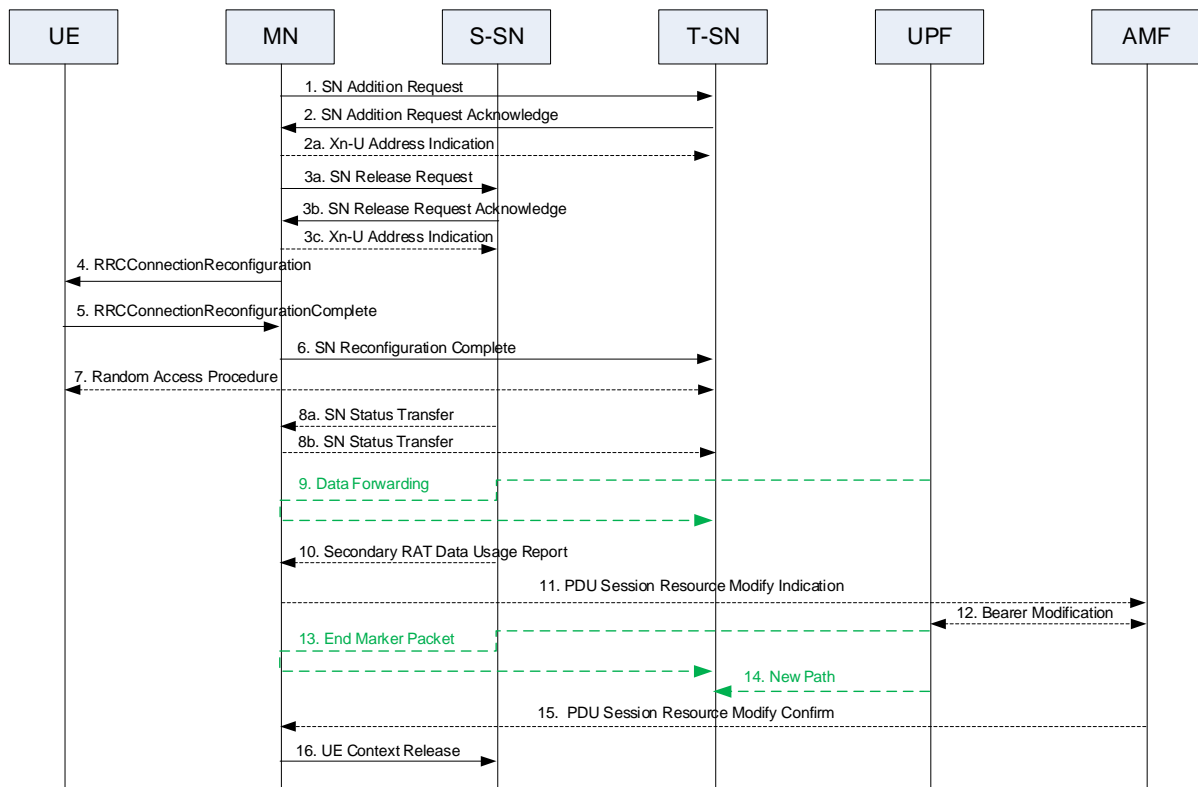 UE
MN
S-SN
T-SN
UPF
AMF
1. SN Addition Request
2. SN Addition Request Acknowledge
2a. Xn-U Address Indication
3a. SN Release Request
3b. SN Release Request Acknowledge
3c. Xn-U Address Indication
4. RRCConnectionReconfiguration
5. RRCConnectionReconfigurationComplete
6. SN Reconfiguration Complete
7. Random Access Procedure
8a. SN Status Transfer
8b. SN Status Transfer
9. Data Forwarding
10. Secondary RAT Data Usage Report
11. PDU Session Resource Modify Indication
12. Bearer Modification
13. End Marker Packet
14. New Path
15. PDU Session Resource Modify Confirm
16. UE Context Release